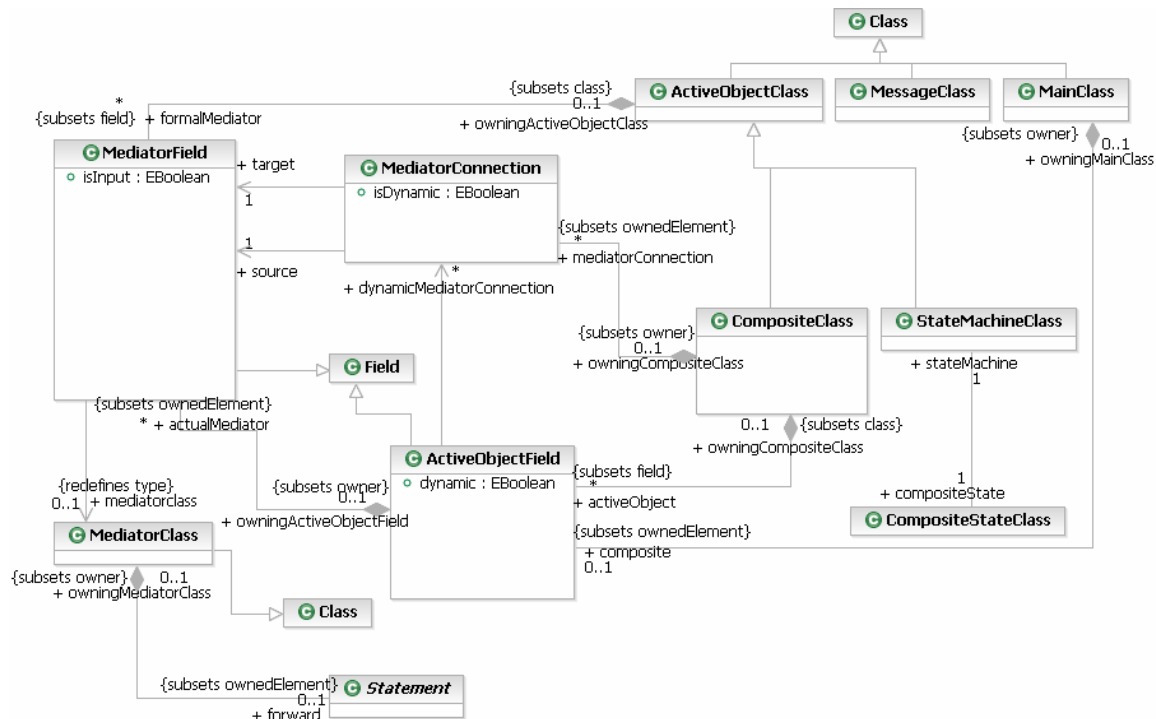 Class
{subsets class}
ActiveObjectClass
MessageClass
MainClass
*
0..1
{subsets field}
+ formalMediator
+ owningActiveObjectClass
{subsets owner}
0..1
+ owningMainClass
MediatorField
isInput : EBoolean
+ target
1
MediatorConnection
isDynamic : EBoolean
1
+ source
{subsets ownedElement}
*
+ mediatorConnection
*
+ dynamicMediatorConnection
CompositeClass
StateMachineClass
{subsets owner}
0..1
+ owningCompositeClass
+ stateMachine
1
Field
{subsets ownedElement}
* + actualMediator
0..1
{subsets class}
+ owningCompositeClass
ActiveObjectField
dynamic : EBoolean
{subsets field}
*
+ activeObject
{subsets owner}
0..1
+ owningActiveObjectField
{redefines type}
0..1
+ mediatorclass
1
+ compositeState
CompositeStateClass
MediatorClass
{subsets ownedElement}
+ composite
0..1
{subsets owner}
0..1
+ owningMediatorClass
Class
{subsets ownedElement}
0..1
+ forward
Statement